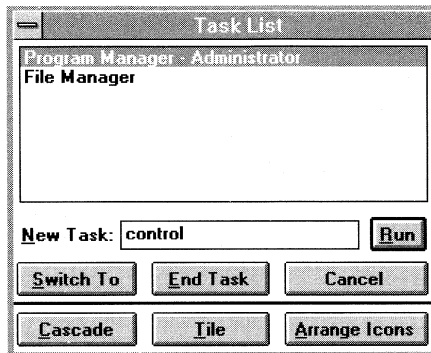 Task List
Program Manager - Administrator
File Manager
New Task: control Run
Switch To End Task Cancel
Cascade Tile Arrange Icons